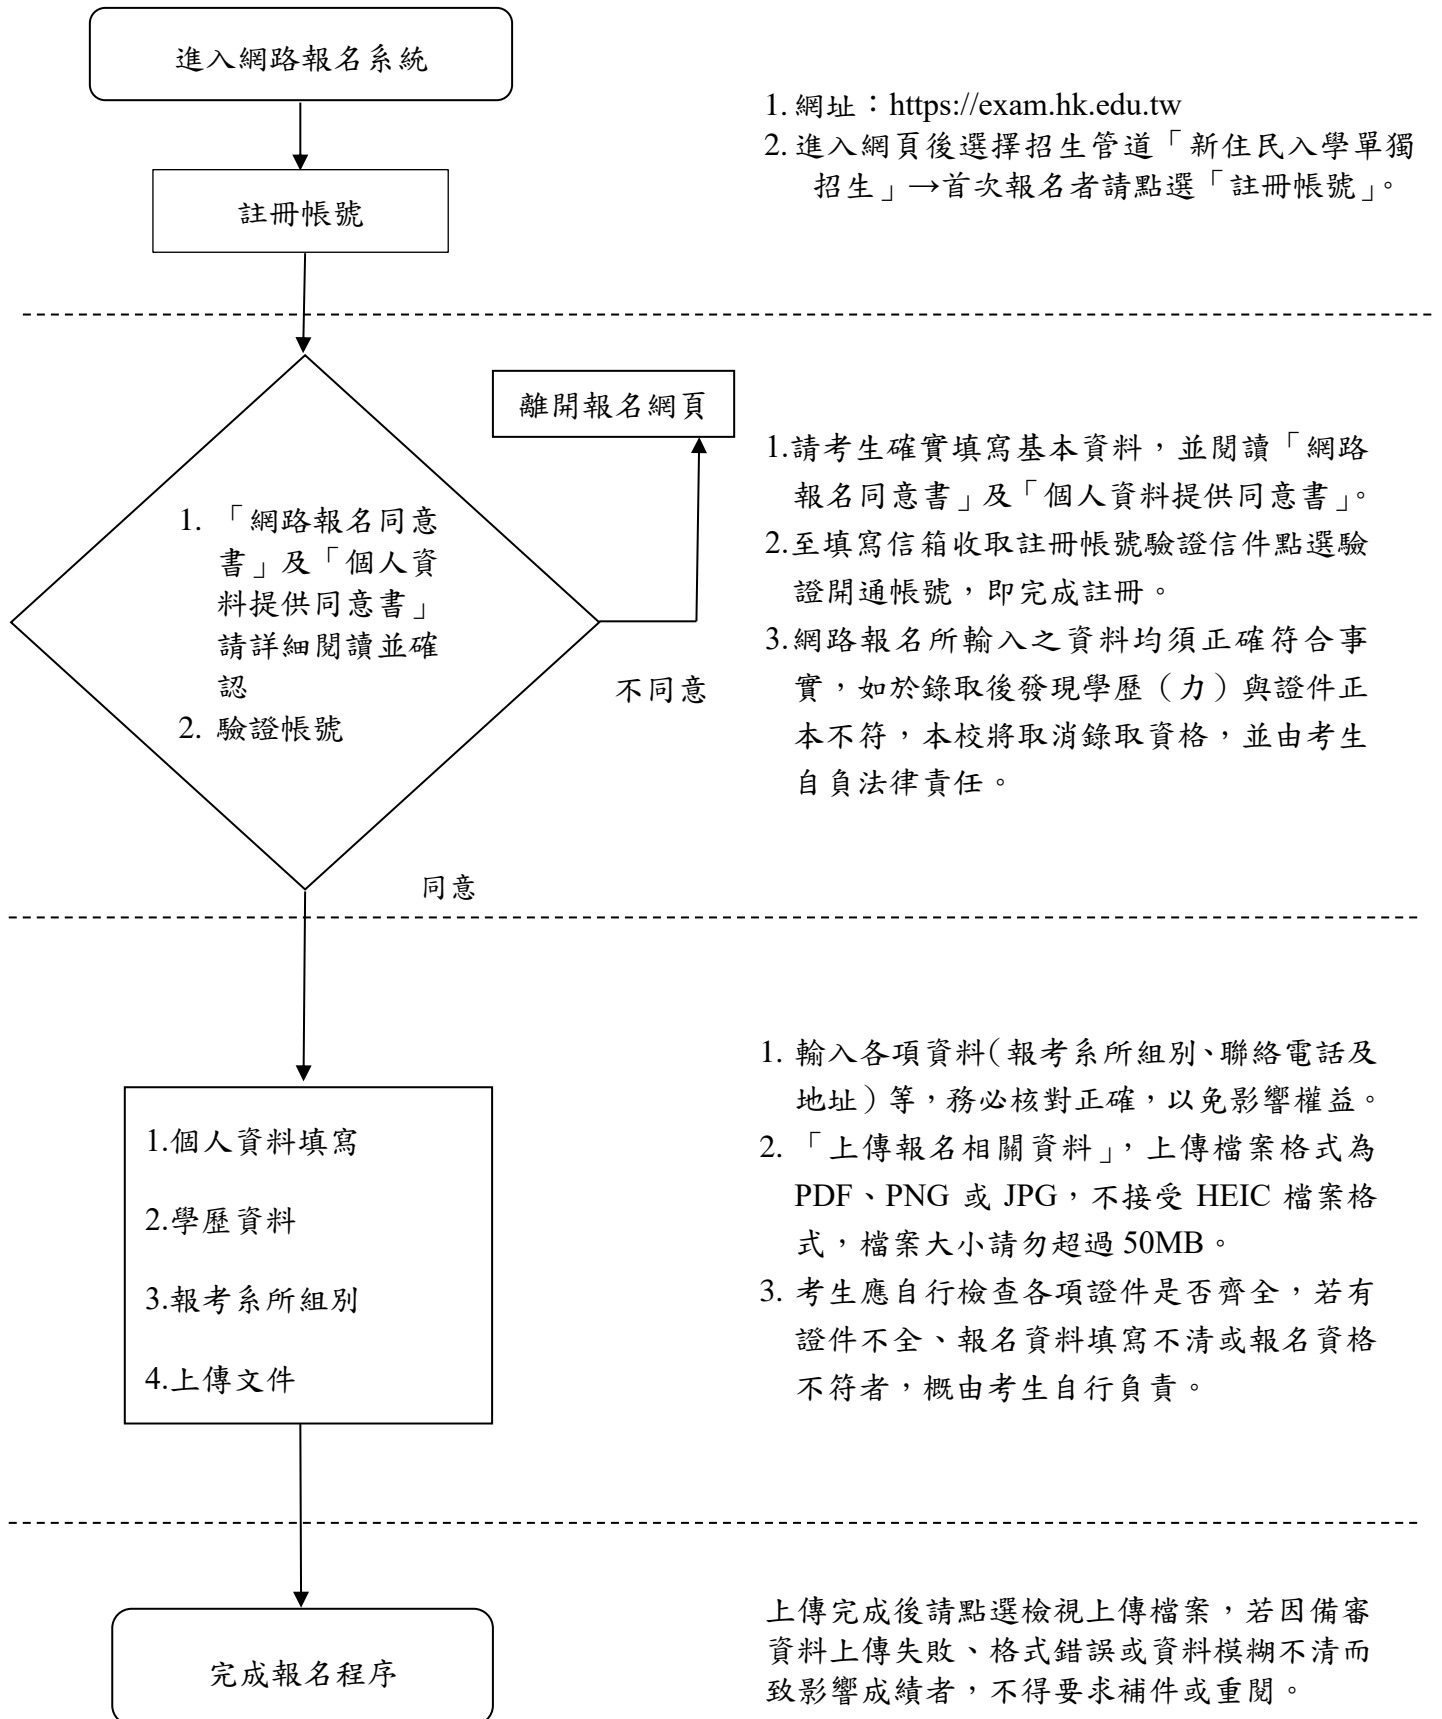 進入網路報名系統
1. 網址：https://exam.hk.edu.tw
2. 進入網頁後選擇招生管道「新住民入學單獨
招生」→首次報名者請點選「註冊帳號」。
註冊帳號
離開報名網頁
1. 「網路報名同意
書」及「個人資
料提供同意書」
請詳細閱讀並確
認
2. 驗證帳號
不同意
同意
1.請考生確實填寫基本資料，並閱讀「網路
報名同意書」及「個人資料提供同意書」。
2.至填寫信箱收取註冊帳號驗證信件點選驗
證開通帳號，即完成註冊。
3.網路報名所輸入之資料均須正確符合事
實，如於錄取後發現學歷（力）與證件正
本不符，本校將取消錄取資格，並由考生
自負法律責任。
1.個人資料填寫
2.學歷資料
3.報考系所組別
4.上傳文件
1. 輸入各項資料（報考系所組別、聯絡電話及
地址）等，務必核對正確，以免影響權益。
2. 「上傳報名相關資料」，上傳檔案格式為
PDF、PNG 或 JPG，不接受 HEIC 檔案格
式，檔案大小請勿超過 50MB。
3. 考生應自行檢查各項證件是否齊全，若有
證件不全、報名資料填寫不清或報名資格
不符者，概由考生自行負責。
完成報名程序
上傳完成後請點選檢視上傳檔案，若因備審
資料上傳失敗、格式錯誤或資料模糊不清而
致影響成績者，不得要求補件或重閱。